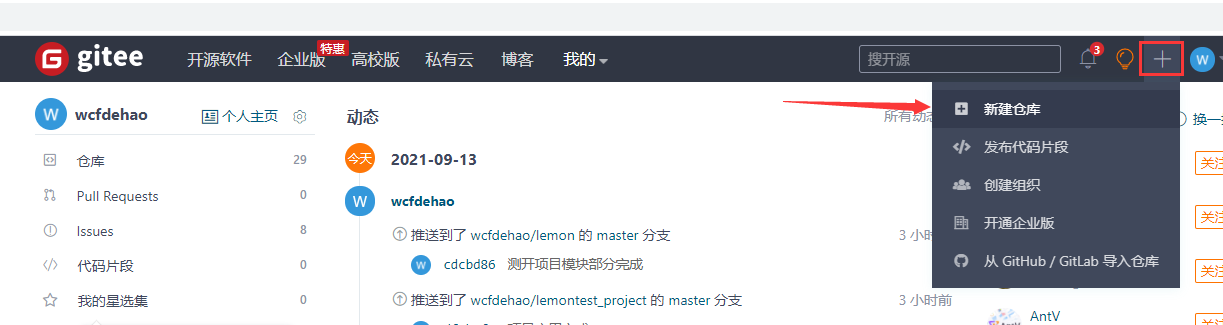 gitee 开源软件 企业版 特惠 高校版 私有云 博客 我的 搜开源 3 W
W wcfdehao 个人主页
动态
所有动态
新建仓库
换一
仓库 29
今天 2021-09-13
发布代码片段
关注
Pull Requests 0
W wcfdehao
创建组织
关注
Issues 8
推送到了 wcfdehao/lemon 的 master 分支
3 小
开通企业版
代码片段 0
W cdcbd86 测开项目模块部分完成
从 GitHub / GitLab 导入仓库
关注
我的星选集 0
推送到了 wcfdehao/lemontest_project 的 master 分支
3 小时前
AntV